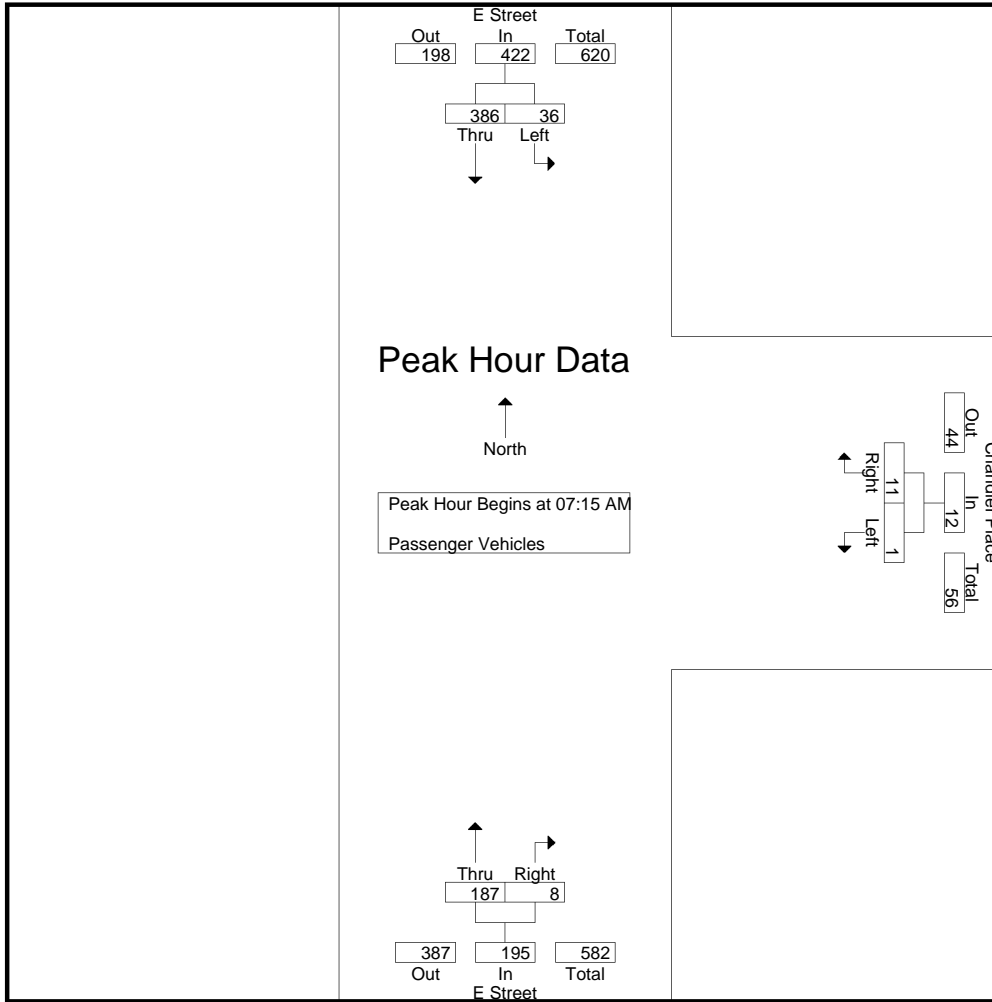 E Street
Out In Total
198 422 620
386 36
Thru Left
Peak Hour Data
North
Peak Hour Begins at 07:15 AM
Passenger Vehicles
Chandler Place
Out In Total
44 12 56
Right Left
11 1
Thru Right
187 8
387 195 582
Out In Total
E Street